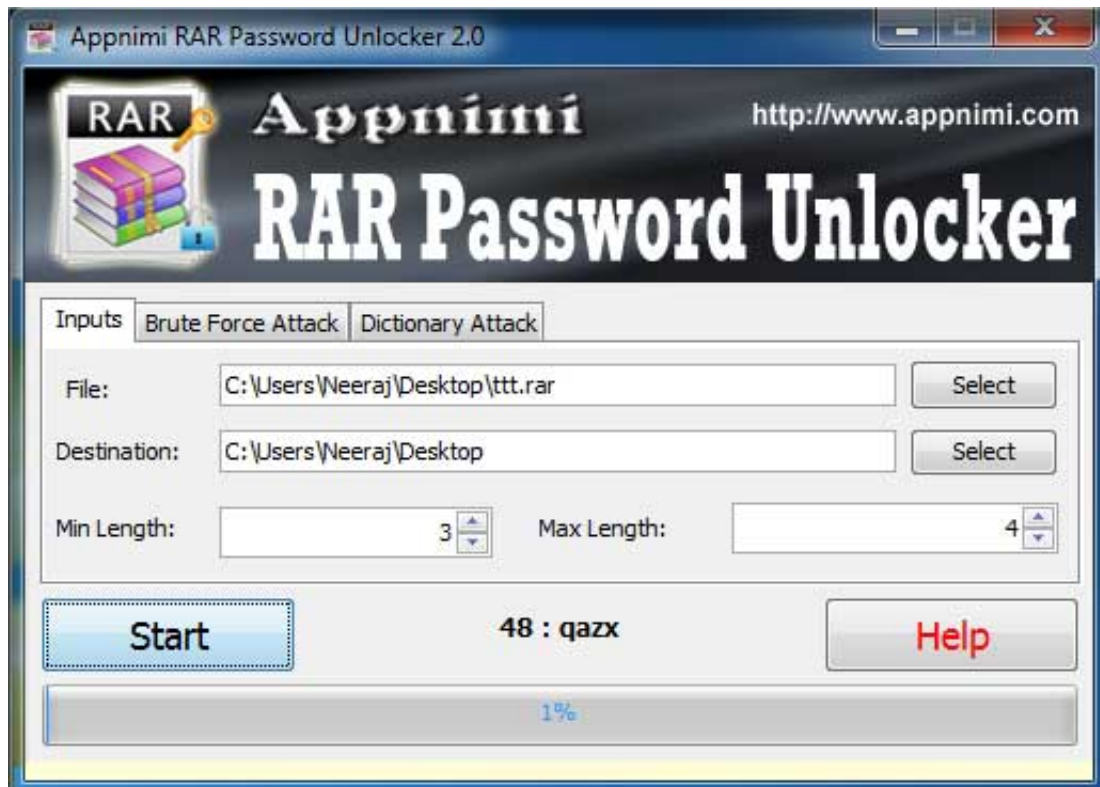 Appnimi RAR Password Unlocker 2.0
RAR
Appnimi
http://www.appnimi.com
RAR Password Unlocker
Inputs Brute Force Attack Dictionary Attack
File: C:\Users\Neeraj\Desktop\ttt.rar Select
Destination: C:\Users\Neeraj\Desktop Select
Min Length: 3 Max Length: 4
Start 48 : qazx Help
1%